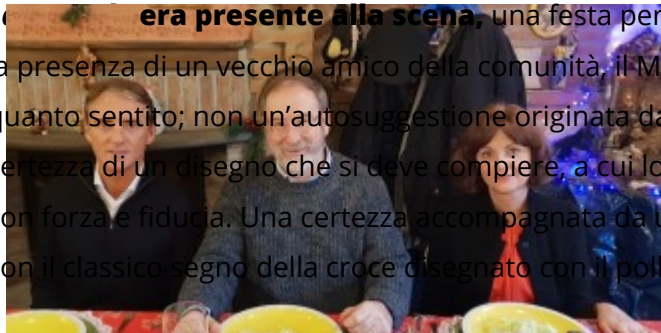 era presente alla scena, una festa per
presenza di un vecchio amico della comunità, il M
quanto sentito; non un'autosuggestione originata da
ertezza di un disegno che si deve compiere, a cui lo
on forza e fiducia. Una certezza accompagnata da
on il classico segno della croce disegnato con il poll